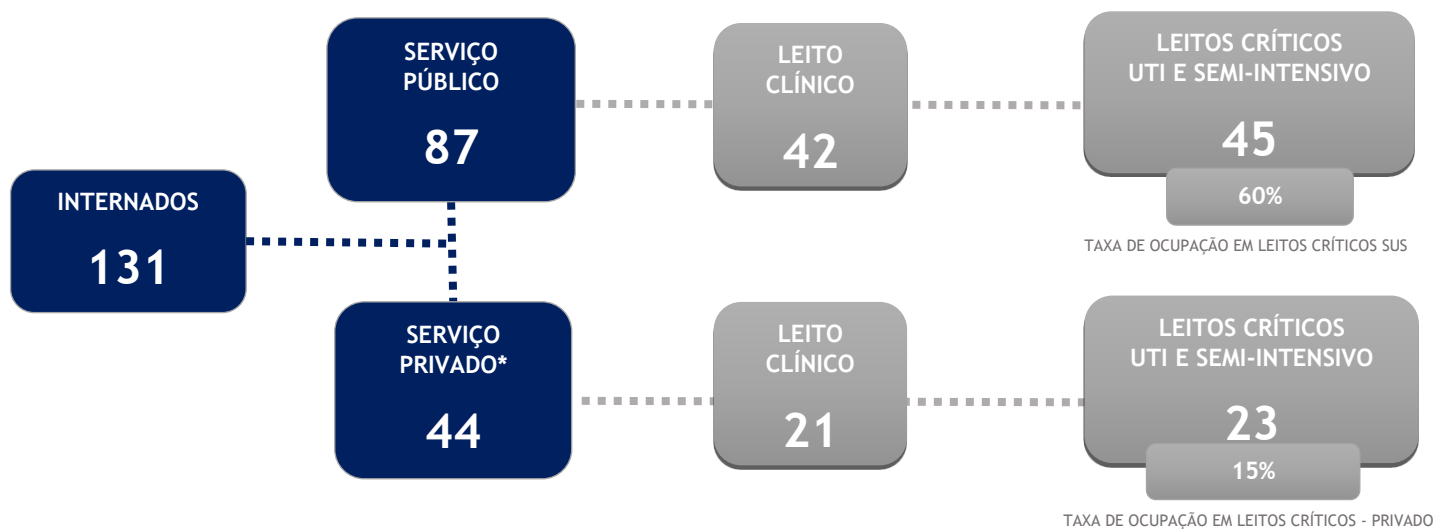 INTERNADOS
131
SERVIÇO
PÚBLICO
87
LEITO
CLÍNICO
42
LEITOS CRÍTICOS
UTI E SEMI-INTENSIVO
45
60%
TAXA DE OCUPAÇÃO EM LEITOS CRÍTICOS SUS
SERVIÇO
PRIVADO*
44
LEITO
CLÍNICO
21
LEITOS CRÍTICOS
UTI E SEMI-INTENSIVO
23
15%
TAXA DE OCUPAÇÃO EM LEITOS CRÍTICOS - PRIVADO